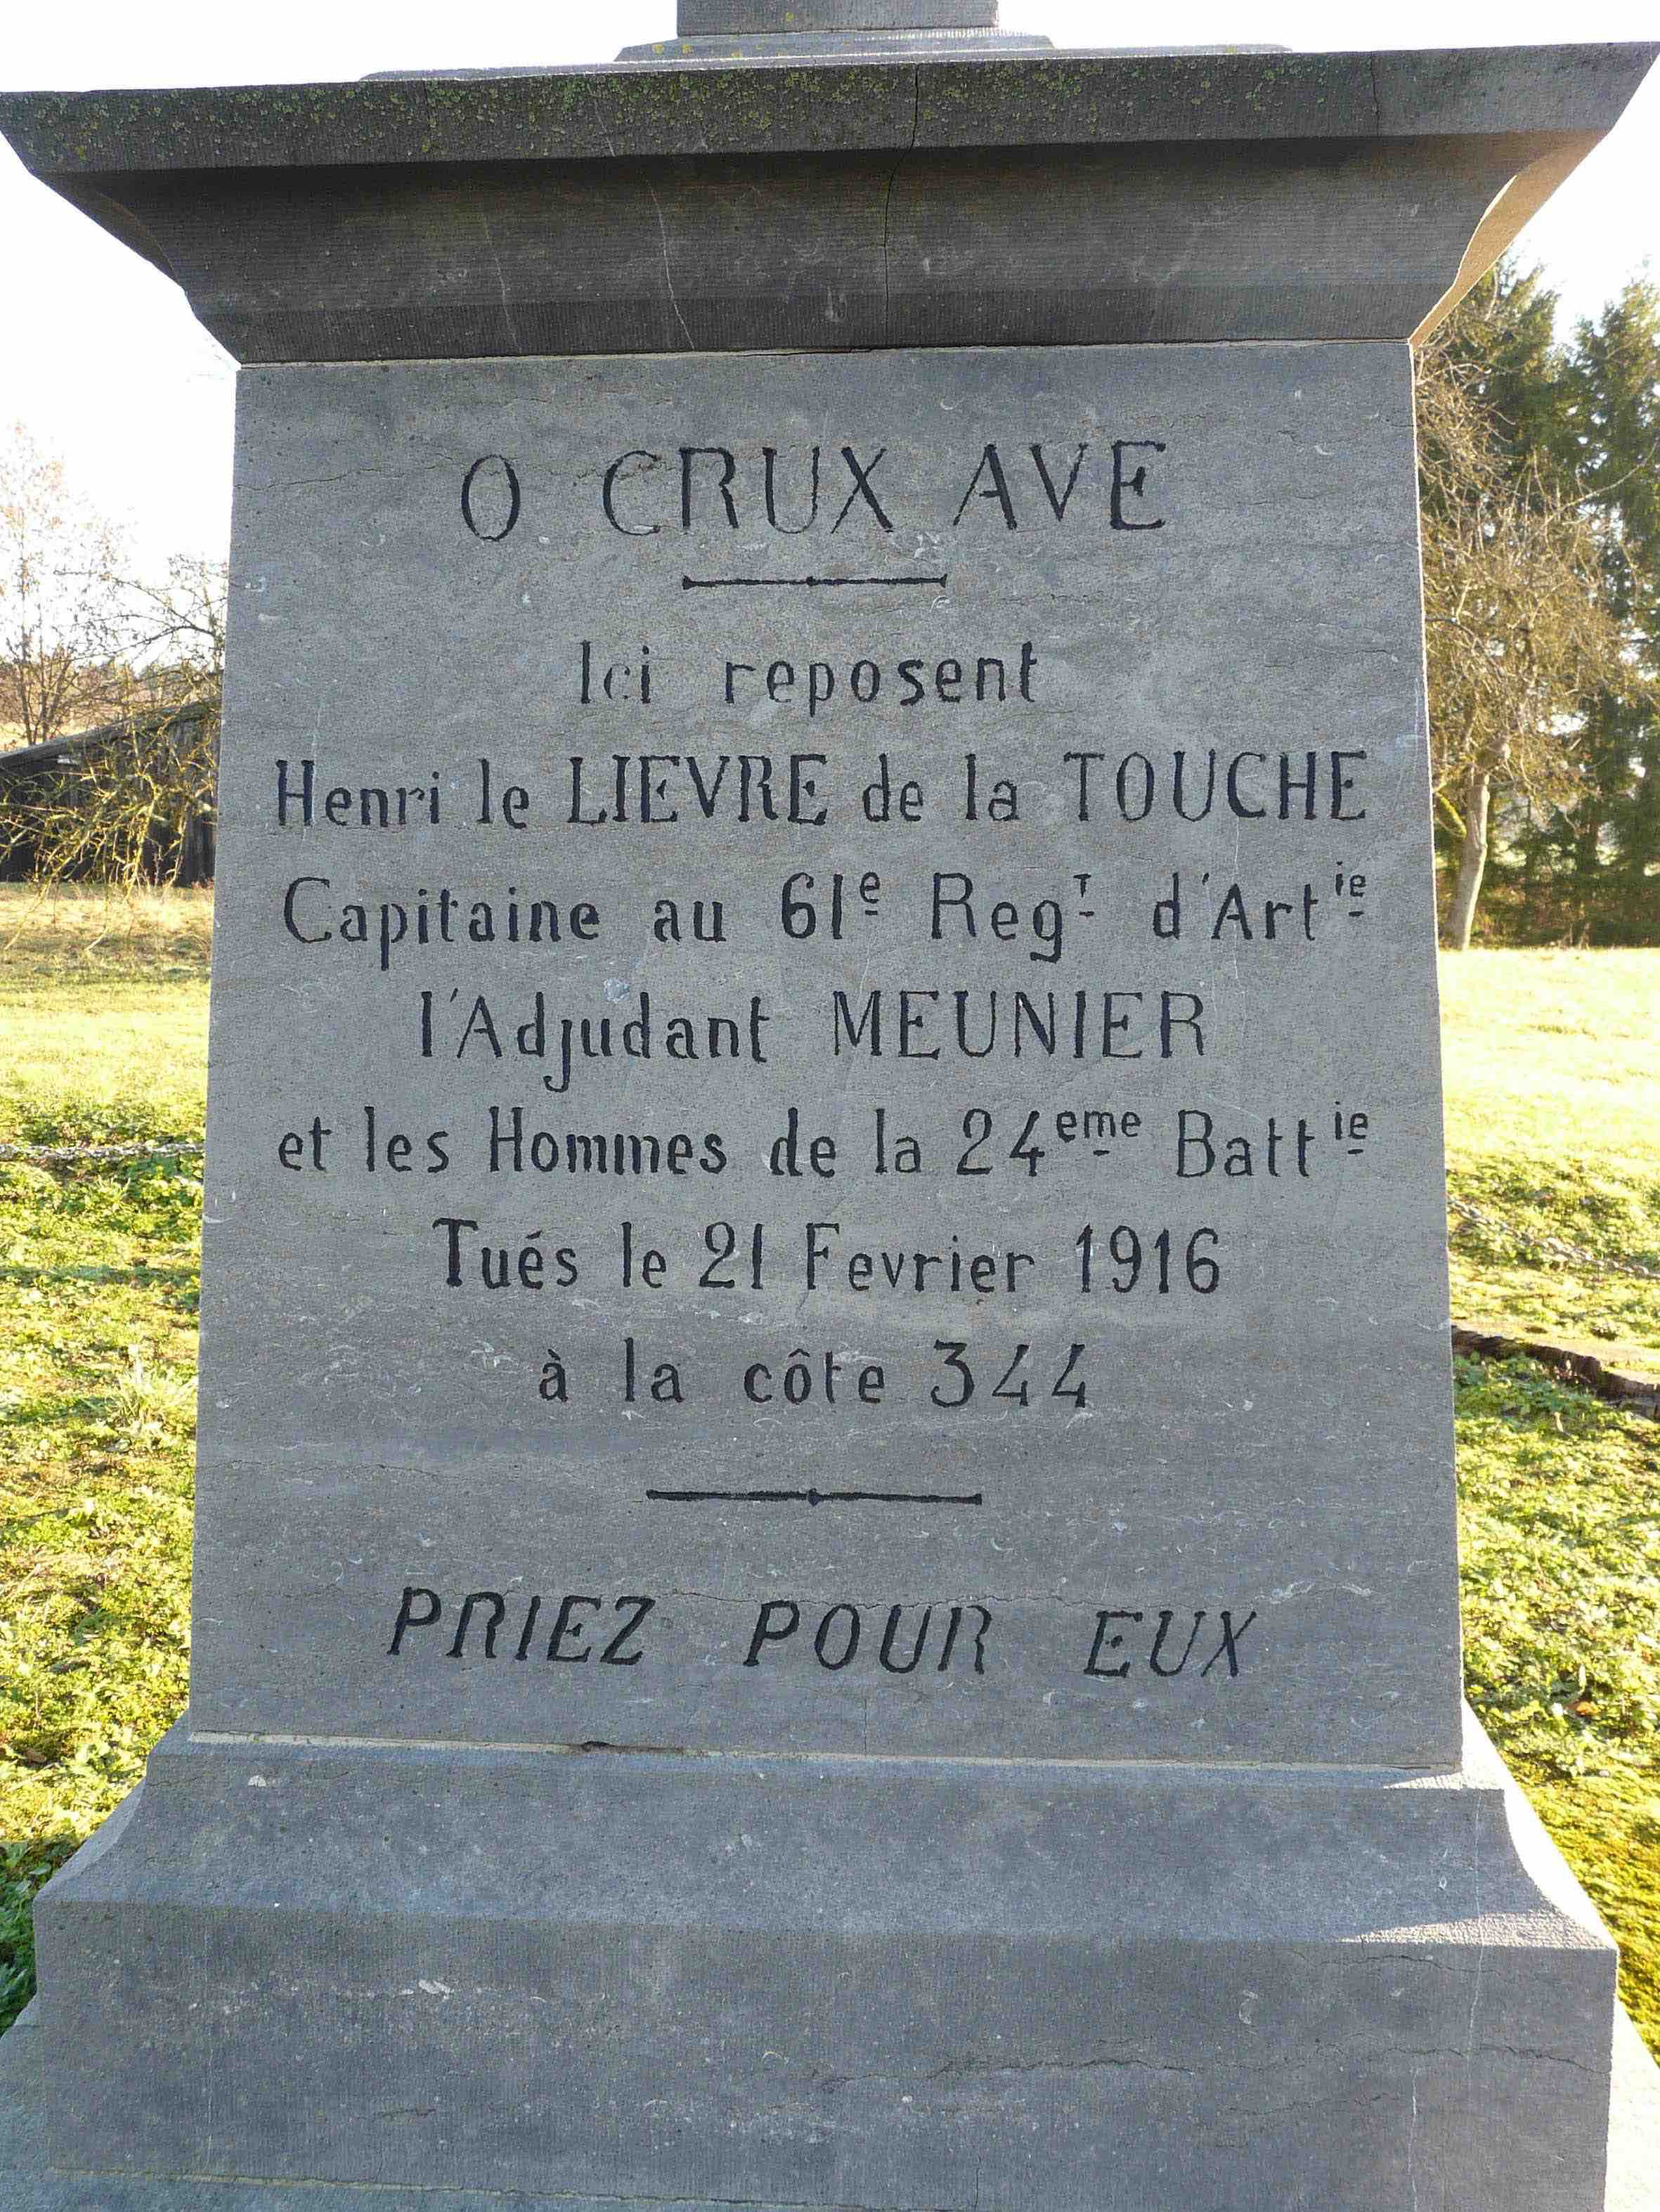 O CRUX AVE
Ici reposent
Henri le LIEVRE de la TOUCHE
Capitaine au 61e Regt d'Artie
l'Adjudant MEUNIER
et les Hommes de la 24eme Battie
Tués le 21 Fevrier 1916
à la côte 344
PRIEZ POUR EUX